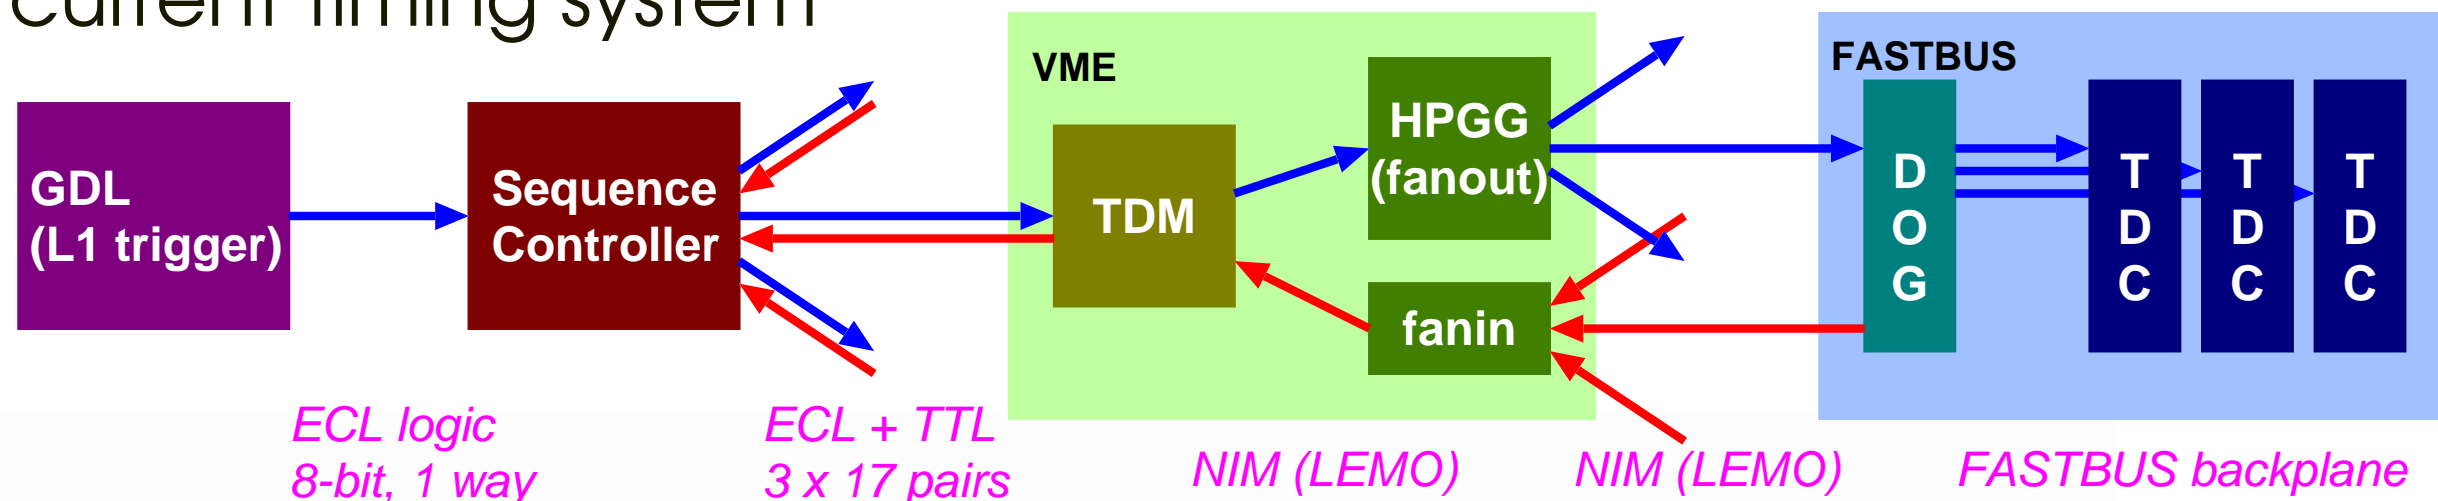 current timing system
GDL
(L1 trigger)
Sequence
Controller
VME
TDM
HPGG
(fanout)
fanin
FASTBUS
D
O
G
T
D
C
T
D
C
T
D
C
ECL logic
8-bit, 1 way
ECL + TTL
3 x 17 pairs
NIM (LEMO)
NIM (LEMO)
FASTBUS backplane